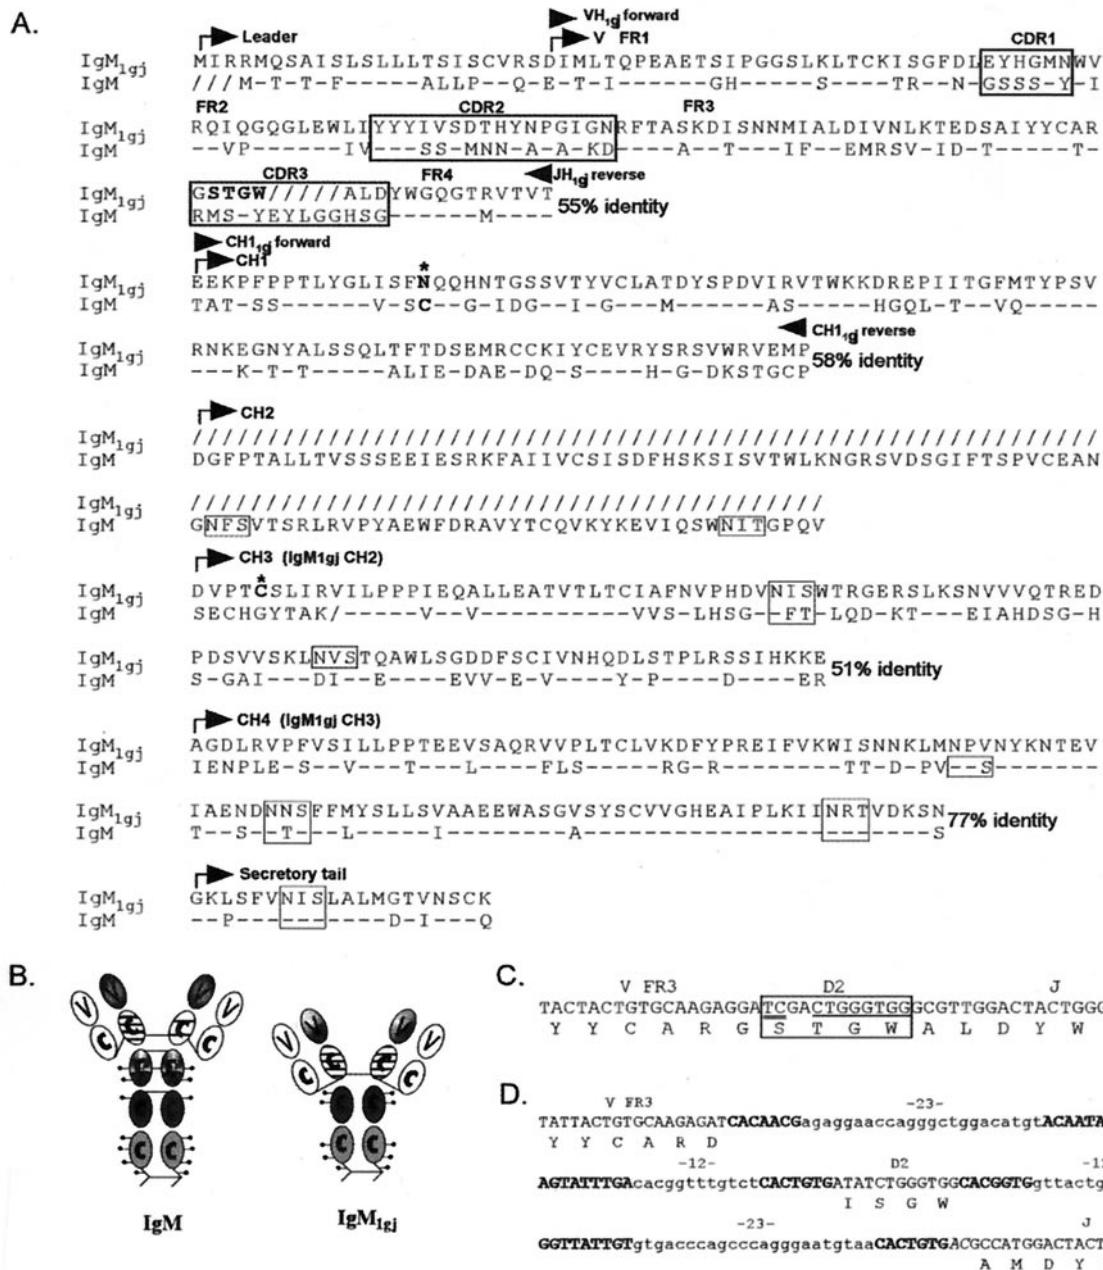 A.
VH1gj forward
Leader V FR1 CDR1
IgM1gj MIRRMQSAISLSLLLTSISCVRSDIMLTQPEAETSIPGGSLKLTCKISGFDLEYHGMNWV
IgM ///M-T-T-F-----ALLP--Q-E-T-I------GH-----S-----TR--N-GSSS-Y-I
FR2 CDR2 FR3
IgM1gj RQIQGQGLEWLIYYYIVSDTHYNPGIGNRFTASKDISNNMIALDIVNLKTEDSAIYYCAR
IgM --VP------IV---SS-MNN-A-A-KD----A--T----IF--EMRSV-ID-T-----T-
CDR3 FR4 JH1gj reverse
IgM1gj GSTGW/////ALDYWGQGTRVTVT
IgM RMS-YEYLGGHSG------M----
55% identity
CH11gj forward
CH1 *
IgM1gj EEKPFPPTLYGLISFNQQHNTGSSVTYVCLATDYSPDVIRVTWKKDREPIITGFMTYPSV
IgM TAT-SS------V-SC--G-IDG--I-G---M------AS-----HGQL-T--VQ-----
CH11gj reverse
IgM1gj RNKEGNYALSSQLTFTDSEMRCCKIYCEVRYSRSVWRVEMP
IgM ---K-T-T-----ALIE-DAE-DQ-S----H-G-DKSTGCP
58% identity
CH2
IgM1gj ////////////////////////////////////////////////////////////
IgM DGFPTALLTVSSSEEIESRKFAIIVCSISDFHSKSISVTWLKNGRSVDSGIFTSPVCEAN
IgM1gj //////////////////////////////////////////
IgM GNFSVTSRLRVPYAEWFDRAVYTCQVKYKEVIQSWNITGPQV
CH3 (IgM1gj CH2)
*
IgM1gj DVPTCSLIRVILPPPIEQALLEATVTLTCIAFNVPHDVNISWTRGERSLKSNVVVQTRED
IgM SECHGYTAK/-----V--V----------VVS-LHSG--FT-LQD-KT---EIAHDSG-H
IgM1gj PDSVVSKLNVSTQAWLSGDDFSCIVNHQDLSTPLRSSIHKKE
IgM S-GAI---DI--E----EVV-E-V-----Y-P----D---ER
51% identity
CH4 (IgM1gj CH3)
IgM1gj AGDLRVPFVSILLPPTEEVSAQRVVPLTCLVKDFYPREIFVKWISNNKLMNPVNYKNTEV
IgM IENPLE-S--V---T---L----FLS-----RG-R--------TT-D-PV---S-------
IgM1gj IAENDNNSFFMYSLLSVAAEEWASGVSYSCVVGHEAIPLKIINRTVDKSN
IgM T--S--T---L-----I--------A-----------------------S
77% identity
Secretory tail
IgM1gj GKLSFVNISLALMGTVNSCK
IgM --P----------D-I---Q
B.
V V V V
C C C C
C C
C C
IgM
V V V V
C C C C
C C
IgM1gj
C.
V FR3 D2 J
TACTACTGTGCAAGAGGATCGACTGGGTGGGCGTTGGACTACTGGG
Y Y C A R G S T G W A L D Y W
D.
V FR3 -23-
TATTACTGTGCAAGAGATCACAACGagaggaaccagggctggacatgtACAATA
Y Y C A R D
-12- D2 -12
AGTATTTGAcacggtttgtctCACTGTGATATCTGGGTGGCACGGTGgttactg
I S G W
-23- J
GGTTATTGTgtgacccagcccagggaatgtaaCACTGTGACGCCATGGACTACT
A M D Y